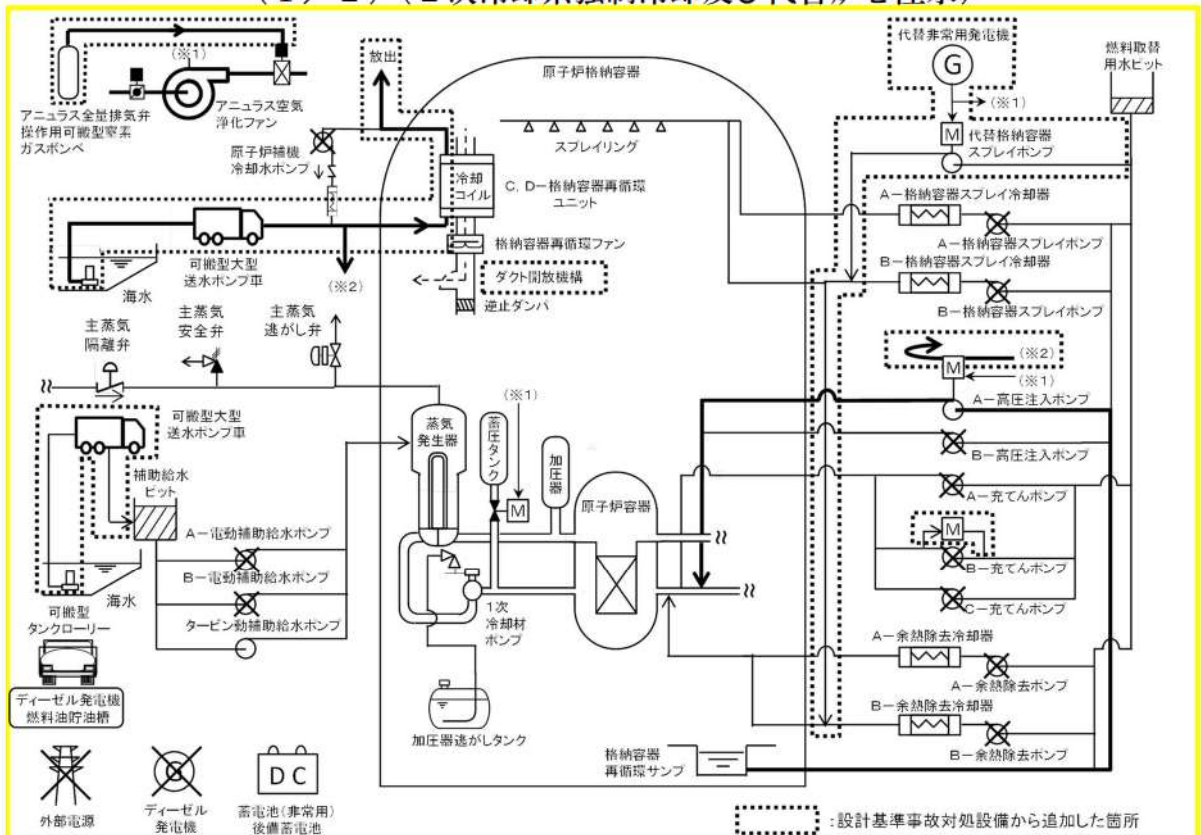 （１／２）（２次冷却系強制冷却及び代替炉心注水）
(※1)
アニュラス全量排気弁
操作用可搬型窒素
ガスボンベ
アニュラス空気
浄化ファン
放出
原子炉補機
冷却水ポンプ
原子炉格納容器
スプレイリング
冷却
コイル
C, D－格納容器再循環
ユニット
格納容器再循環ファン
ダクト開放機構
逆止ダンパ
可搬型大型
送水ポンプ車
海水
(※2)
主蒸気
隔離弁
主蒸気
安全弁
主蒸気
逃がし弁
代替非常用発電機
G
(※1)
M
代替格納容器
スプレイポンプ
燃料取替
用水ピット
A－格納容器スプレイ冷却器
A－格納容器スプレイポンプ
B－格納容器スプレイ冷却器
B－格納容器スプレイポンプ
(※2)
M
(※1)
A－高圧注入ポンプ
B－高圧注入ポンプ
A－充てんポンプ
M
B－充てんポンプ
C－充てんポンプ
A－余熱除去冷却器
A－余熱除去ポンプ
B－余熱除去冷却器
B－余熱除去ポンプ
可搬型大型
送水ポンプ車
補助給水
ピット
A－電動補助給水ポンプ
B－電動補助給水ポンプ
タービン動補助給水ポンプ
海水
可搬型
タンクローリー
ディーゼル発電機
燃料油貯油槽
蒸気
発生器
蓄圧タンク
(※1)
M
加圧器
原子炉容器
1次
冷却材
ポンプ
加圧器逃がしタンク
格納容器
再循環サンプ
外部電源
ディーゼル
発電機
DC
蓄電池(非常用)
後備蓄電池
：設計基準事故対処設備から追加した箇所